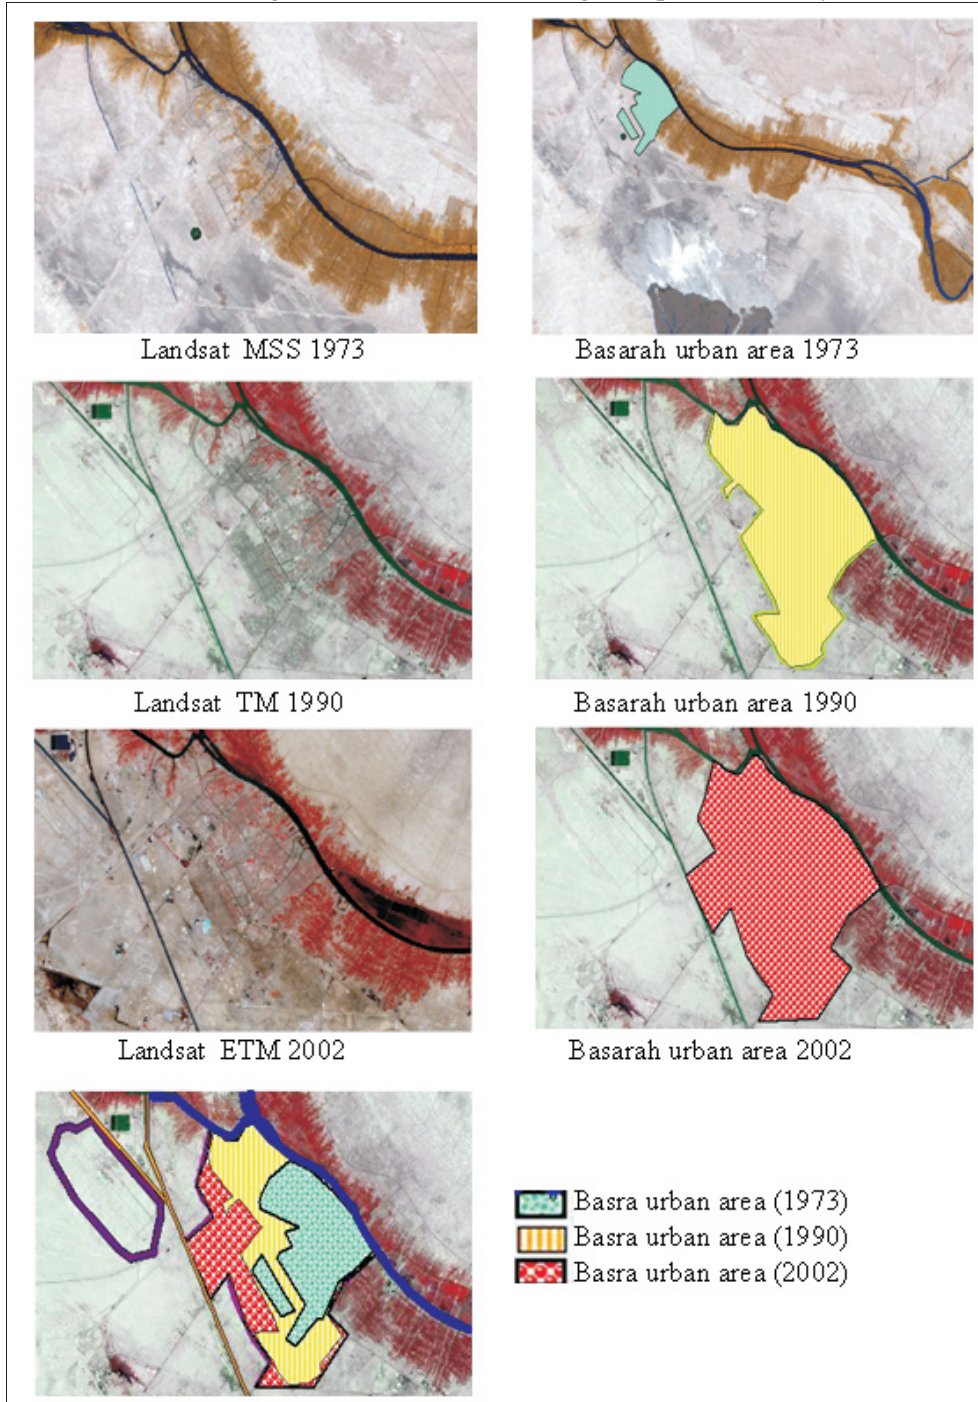 Landsat MSS 1973
Basarah urban area 1973
Landsat TM 1990
Basarah urban area 1990
Landsat ETM 2002
Basarah urban area 2002
Basra urban area (1973)
Basra urban area (1990)
Basra urban area (2002)